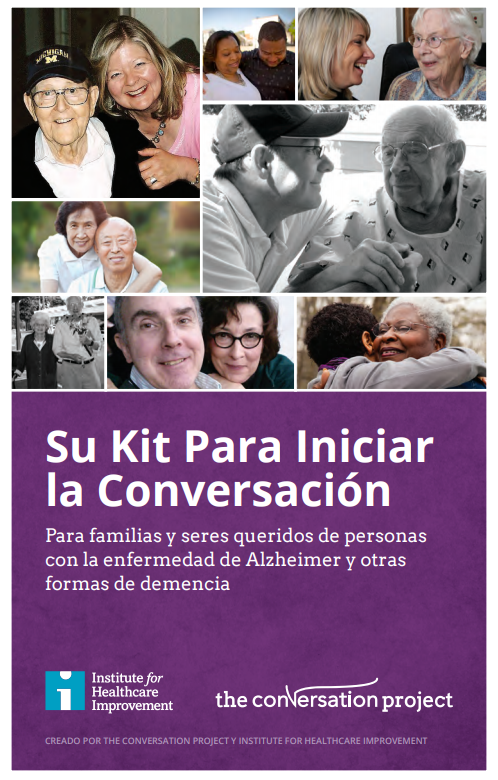 MICHIGAN
M
Su Kit Para Iniciar
la Conversación
Para familias y seres queridos de personas
con la enfermedad de Alzheimer y otras
formas de demencia
i
Institute for
Healthcare
Improvement
the conversation project
CREADO POR THE CONVERSATION PROJECT Y INSTITUTE FOR HEALTHCARE IMPROVEMENT